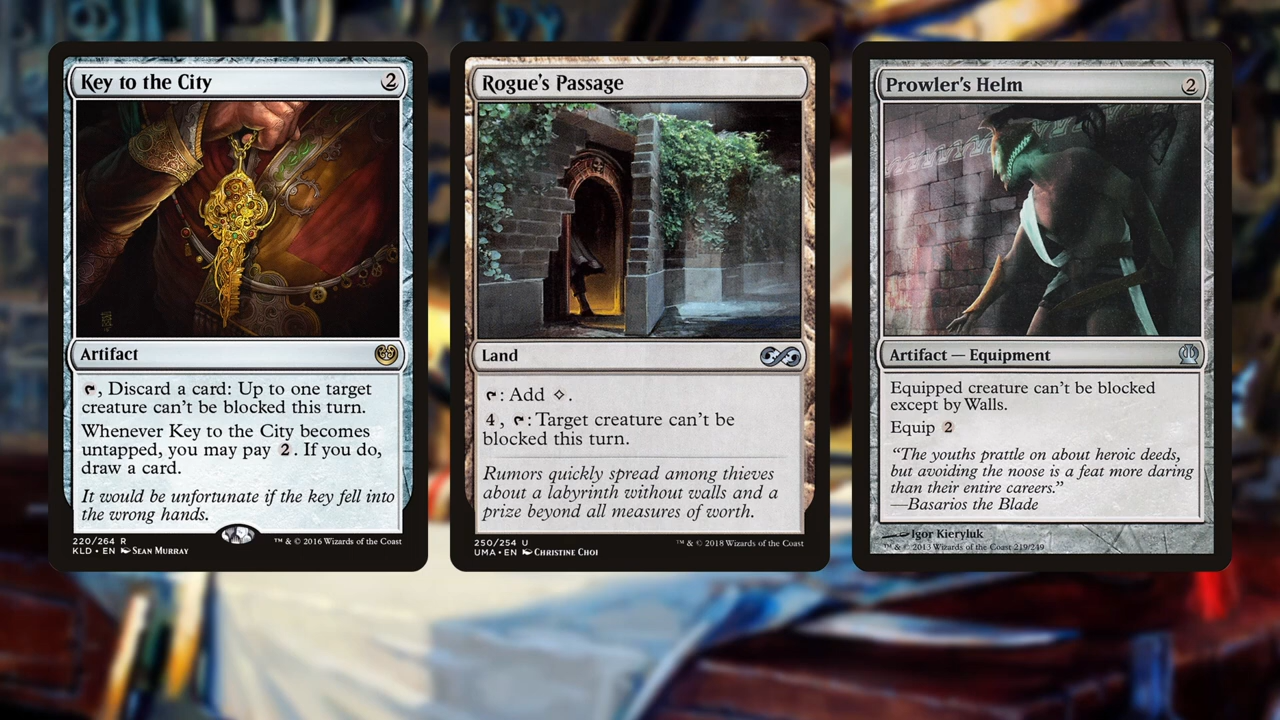 Key to the City 2
Artifact
T, Discard a card: Up to one target
creature can't be blocked this turn.
Whenever Key to the City becomes
untapped, you may pay 2. If you do,
draw a card.
It would be unfortunate if the key fell into
the wrong hands.
220/264 R
KLD • EN Sean Murray
™ & © 2016 Wizards of the Coast
Rogue's Passage
Land
T: Add C.
4, T: Target creature can't be
blocked this turn.
Rumors quickly spread among thieves
about a labyrinth without walls and a
prize beyond all measures of worth.
250/254 U
UMA • EN Christine Choi
™ & © 2018 Wizards of the Coast
Prowler's Helm 2
Artifact — Equipment
Equipped creature can't be blocked
except by Walls.
Equip 2
“The youths prattle on about heroic deeds,
but avoiding the noose is a feat more daring
than their entire careers.”
—Basarios the Blade
Igor Kieryluk
™ & © 2013 Wizards of the Coast 219/249